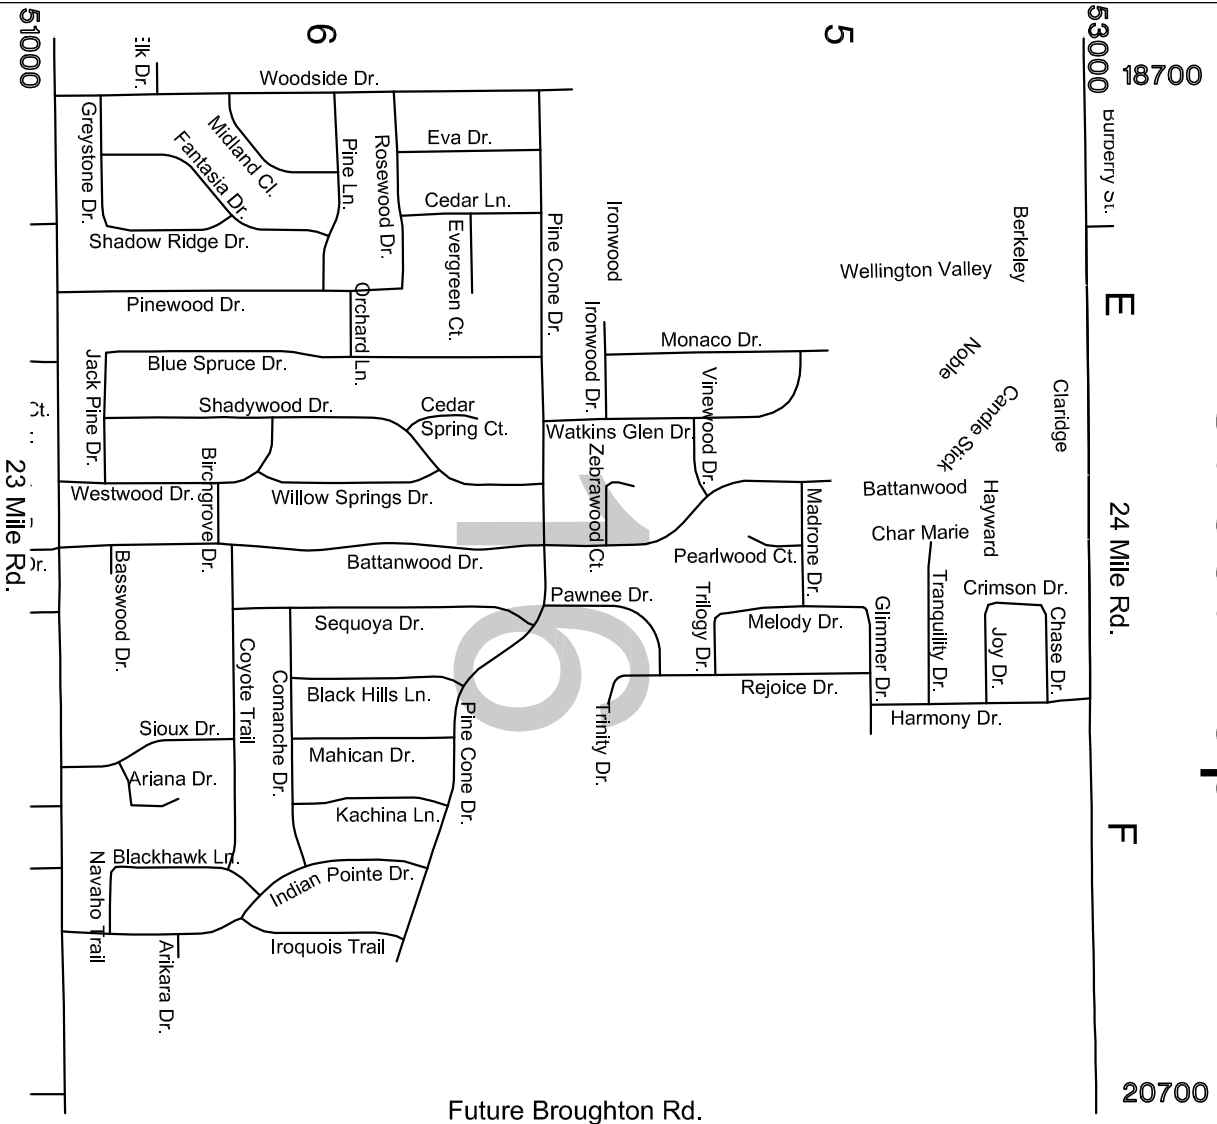 51000
6
5
53000
18700
Elk Dr.
Woodside Dr.
Burberry St.
Greystone Dr.
Midland Ct.
Fantasia Dr.
Pine Ln.
Rosewood Dr.
Eva Dr.
Cedar Ln.
Shadow Ridge Dr.
Evergreen Ct.
Pine Cone Dr.
Ironwood
Berkeley
Wellington Valley
E
Pinewood Dr.
Orchard Ln.
Ironwood Dr.
Monaco Dr.
Noble
Jack Pine Dr.
Blue Spruce Dr.
Vinewood Dr.
Candle Stick
Claridge
Ct.
Shadywood Dr.
Cedar
Spring Ct.
Watkins Glen Dr.
23 Mile Rd.
Westwood Dr.
Birchgrove Dr.
Willow Springs Dr.
Zebrawood Ct.
Madrone Dr.
Battanwood
Hayward
24 Mile Rd.
Char Marie
16
Dr.
Basswood Dr.
Battanwood Dr.
Pearlwood Ct.
Tranquility Dr.
Crimson Dr.
Pawnee Dr.
Trilogy Dr.
Melody Dr.
Glimmer Dr.
Joy Dr.
Chase Dr.
Sequoya Dr.
Coyote Trail
Comanche Dr.
Black Hills Ln.
Pine Cone Dr.
Trinity Dr.
Rejoice Dr.
Harmony Dr.
Sioux Dr.
Mahican Dr.
Ariana Dr.
Kachina Ln.
F
Navaho Trail
Blackhawk Ln.
Indian Pointe Dr.
Arikara Dr.
Iroquois Trail
20700
Future Broughton Rd.